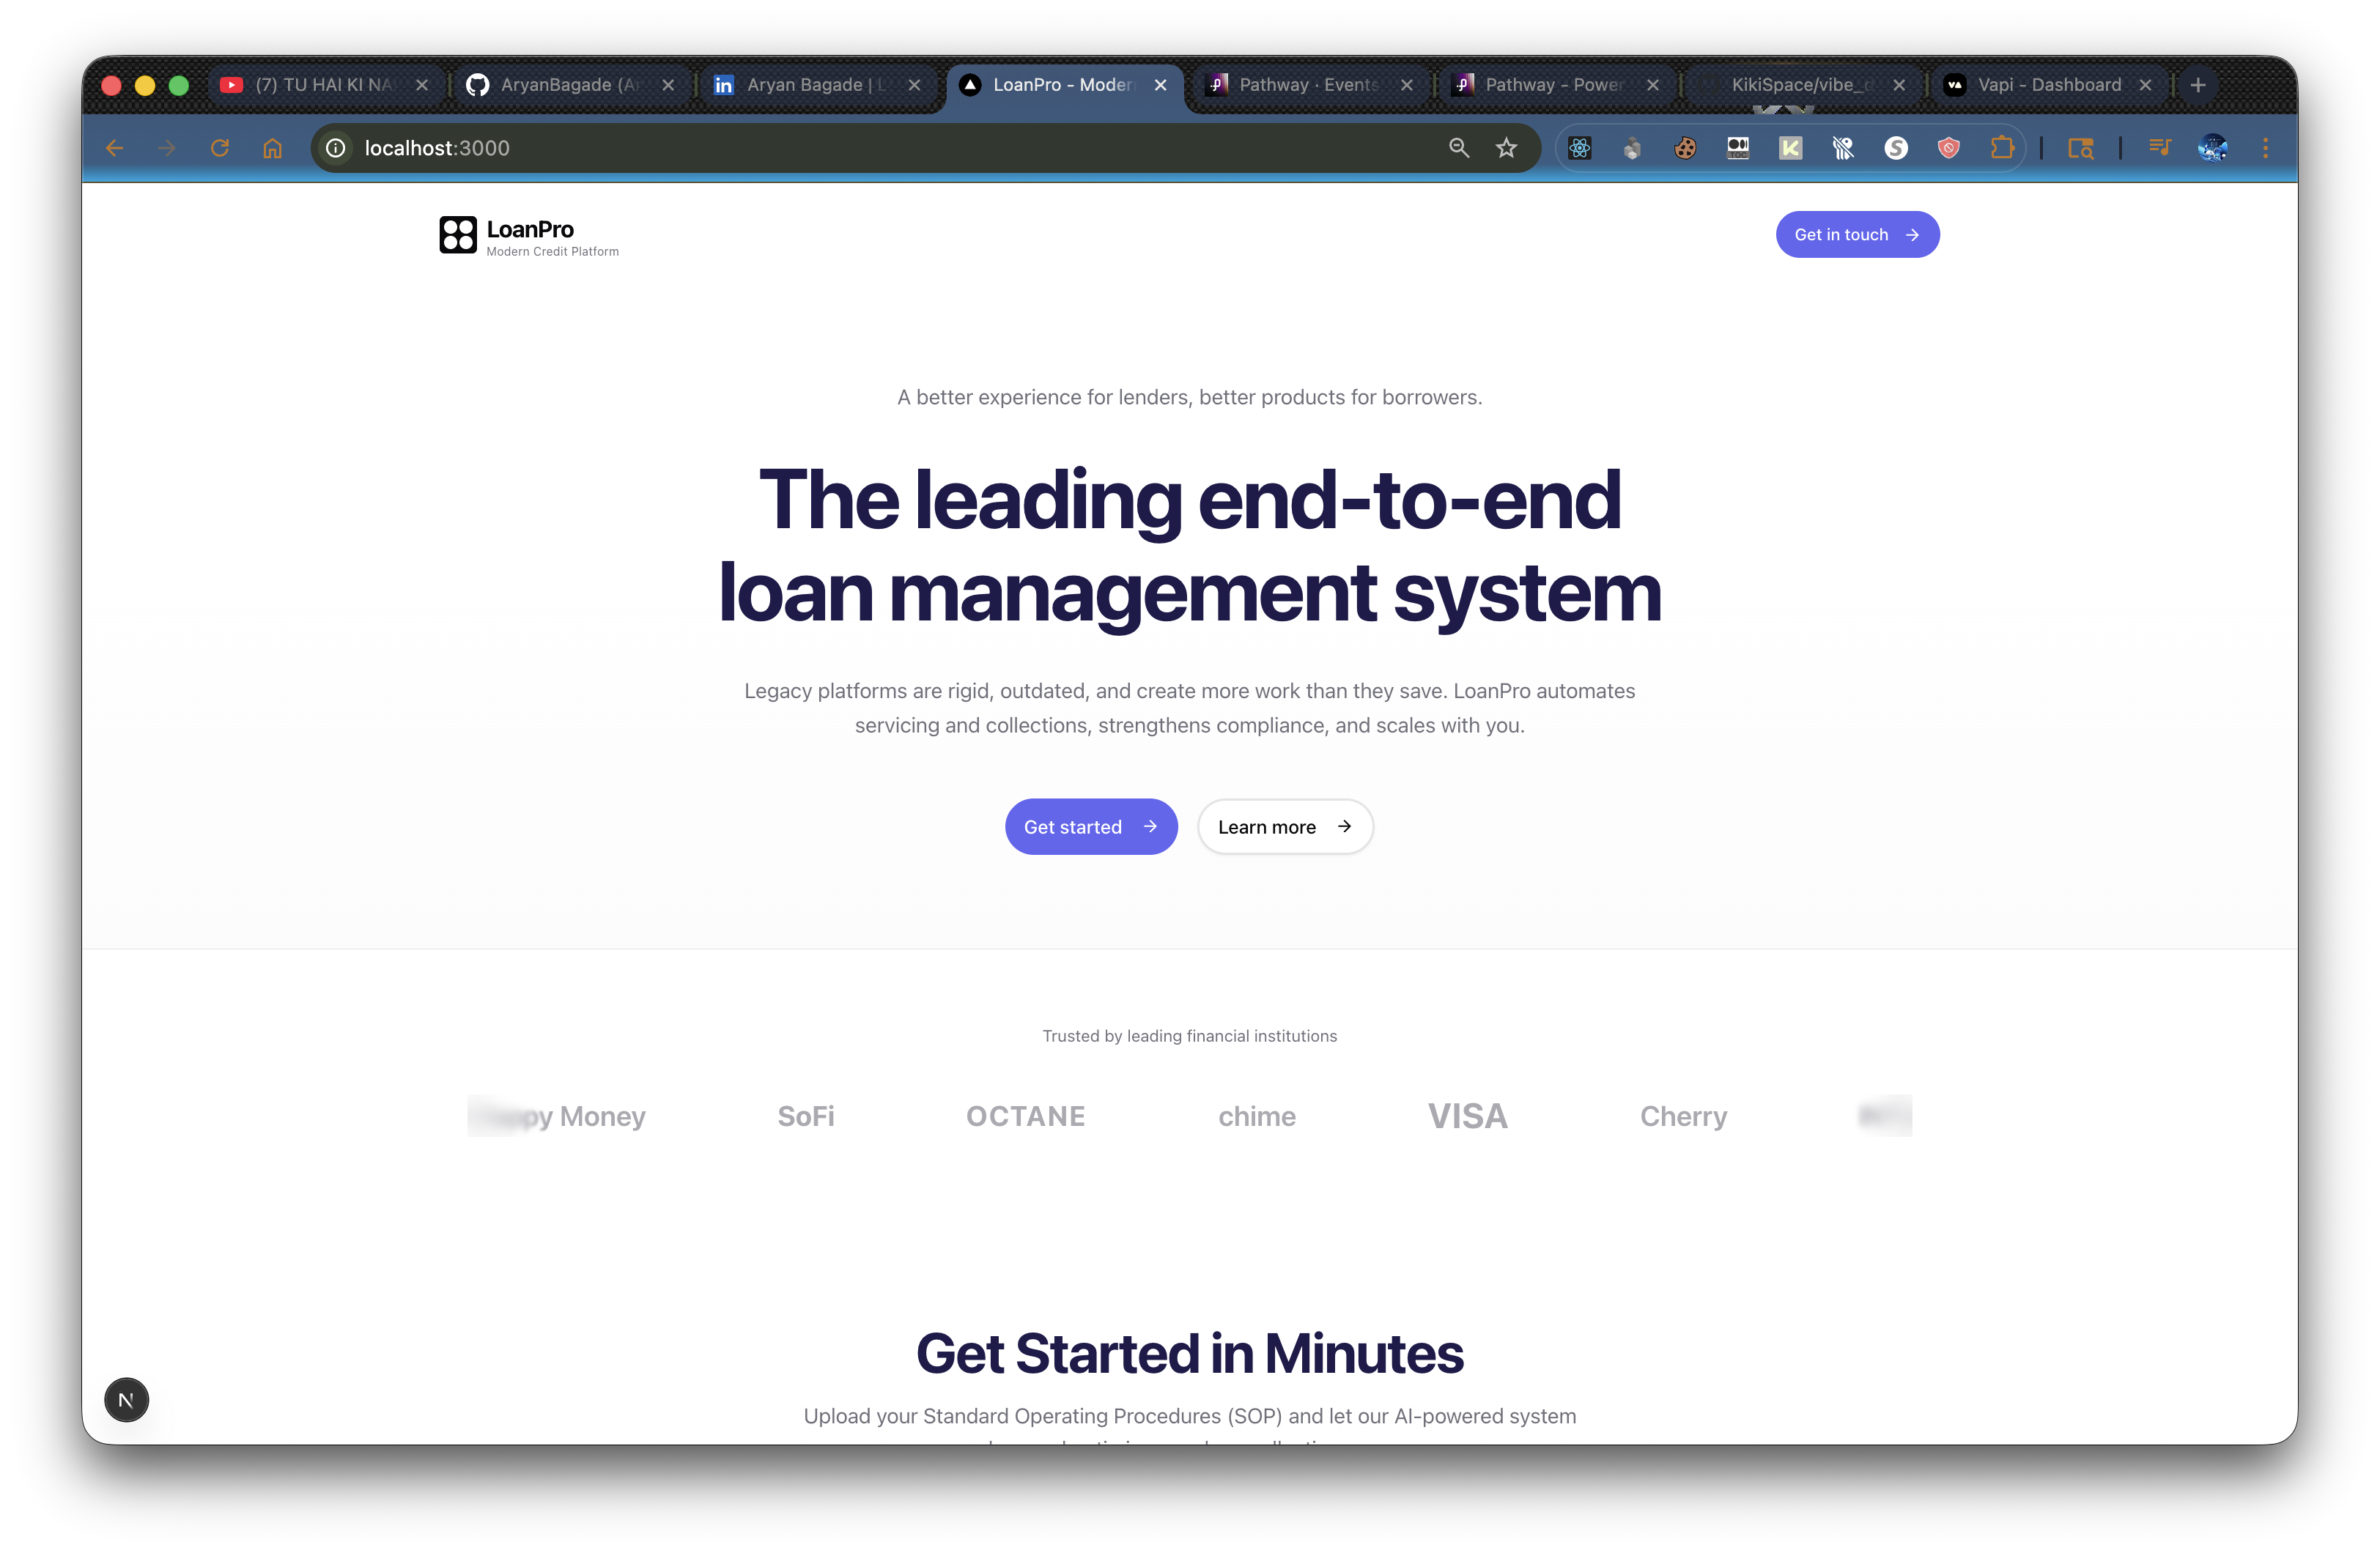 (7) TU HAI KI NA
AryanBagade (Ar
Aryan Bagade | L
LoanPro - Moder
Pathway · Events
Pathway - Power
KikiSpace/vibe_d
Vapi - Dashboard
localhost:3000
LoanPro
Modern Credit Platform
Get in touch
A better experience for lenders, better products for borrowers.
The leading end-to-end
loan management system
Legacy platforms are rigid, outdated, and create more work than they save. LoanPro automates
servicing and collections, strengthens compliance, and scales with you.
Get started
Learn more
Trusted by leading financial institutions
Money
SoFi
OCTANE
chime
VISA
Cherry
Get Started in Minutes
Upload your Standard Operating Procedures (SOP) and let our AI-powered system
N